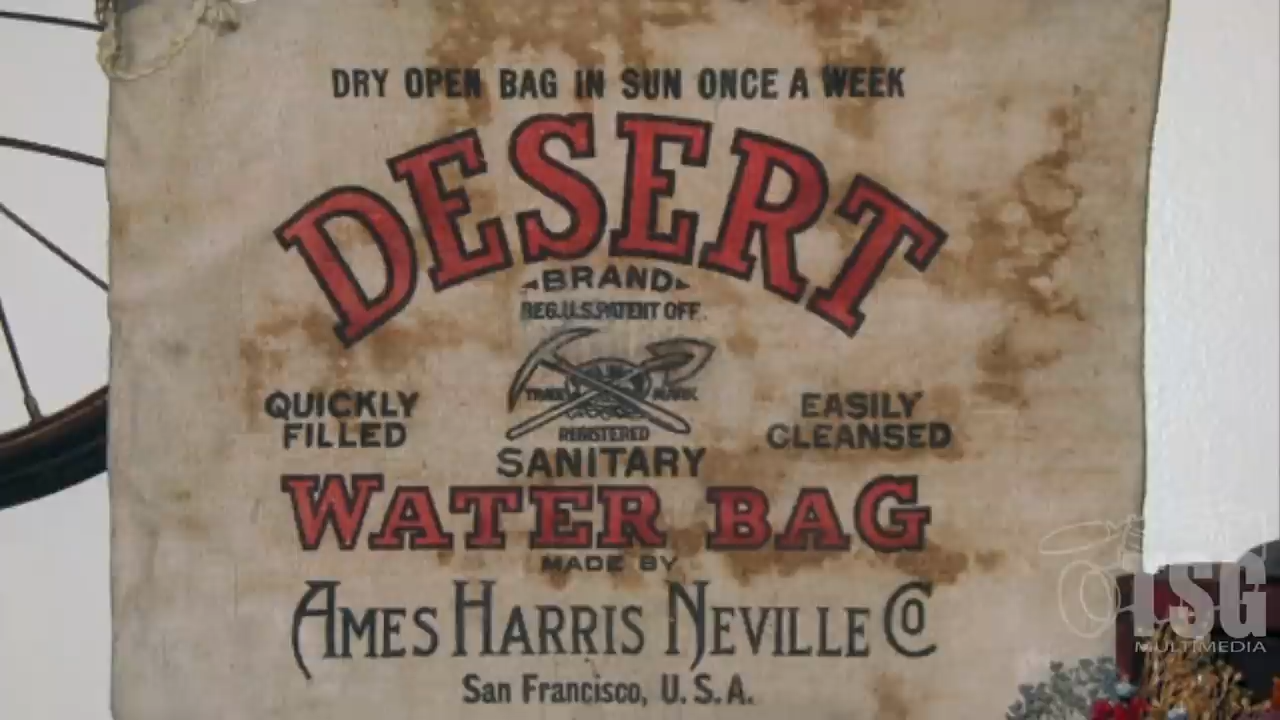 DRY OPEN BAG IN SUN ONCE A WEEK
DESERT
BRAND
REG.U.S.PATENT OFF.
TRADE MARK
REGISTERED
QUICKLY
FILLED
EASILY
CLEANSED
SANITARY
WATER BAG
MADE BY
AMES HARRIS NEVILLE CO
San Francisco, U.S.A.
TSG
MULTIMEDIA